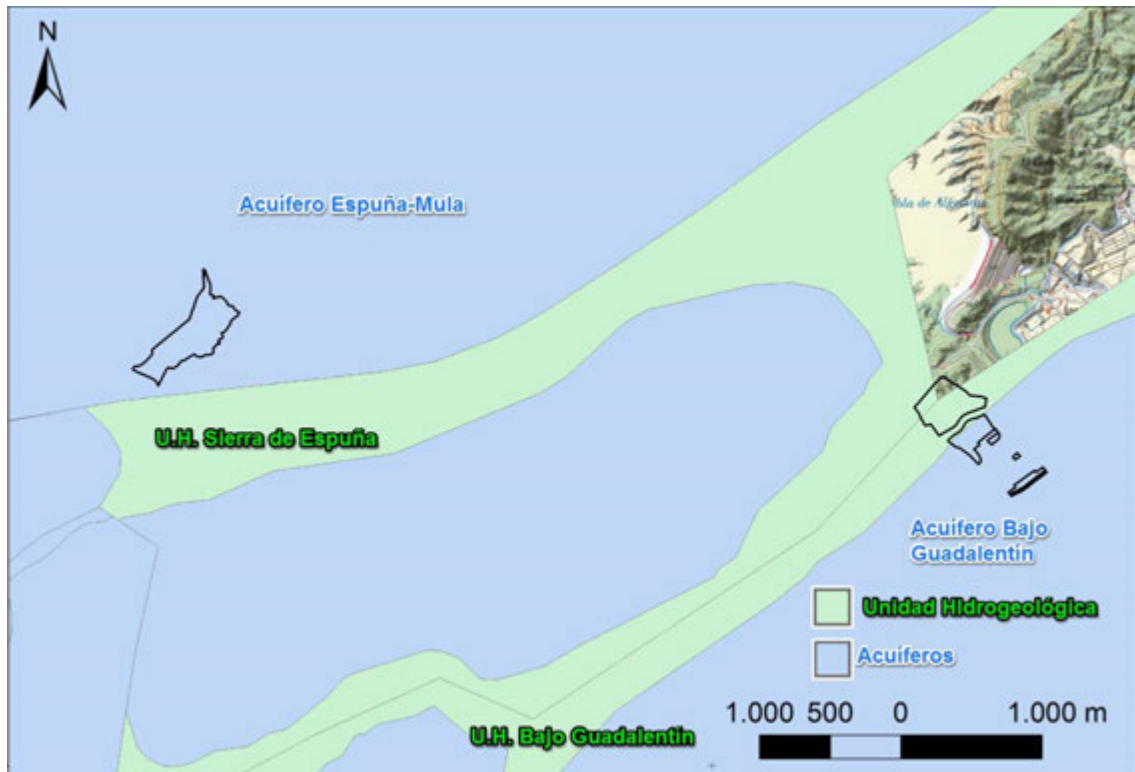 N
Acuífero Espuña-Mula
U.H. Sierra de Espuña
Acuífero Bajo
Guadalentín
Unidad Hidrogeológica
Acuíferos
U.H. Bajo Guadalentín
1.000 500 0 1.000 m